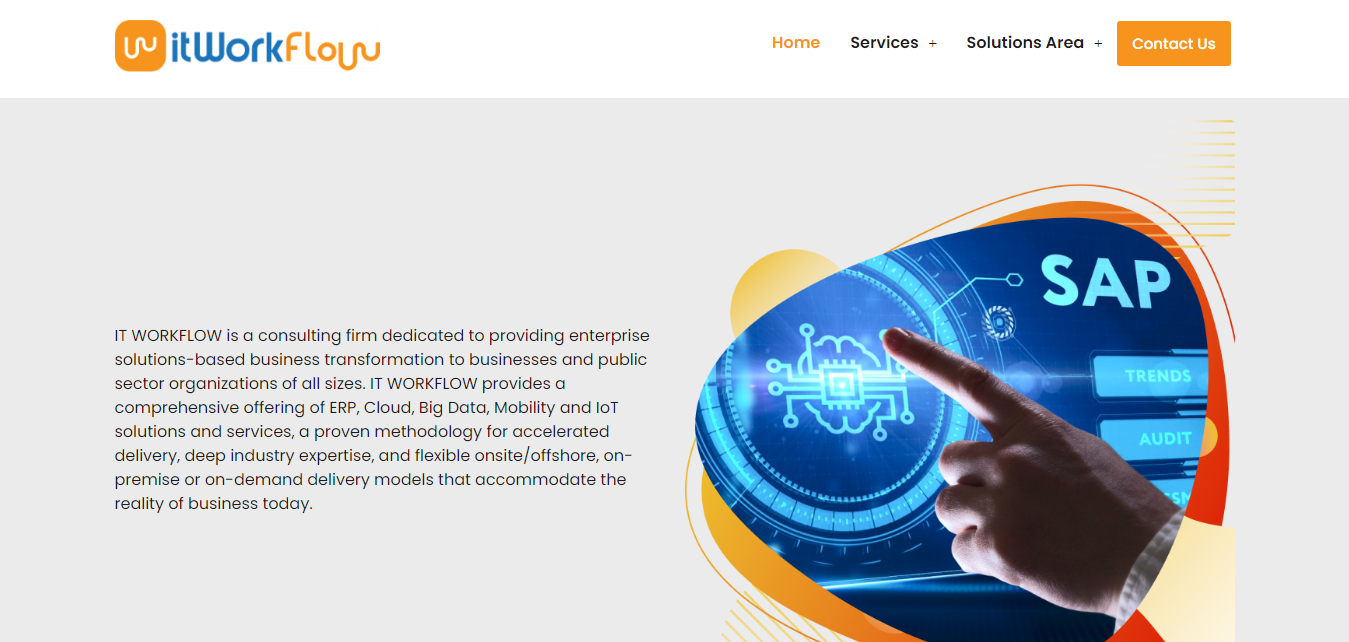 itWorkFlow
Home
Services +
Solutions Area +
Contact Us
IT WORKFLOW is a consulting firm dedicated to providing enterprise
solutions-based business transformation to businesses and public
sector organizations of all sizes. IT WORKFLOW provides a
comprehensive offering of ERP, Cloud, Big Data, Mobility and IoT
solutions and services, a proven methodology for accelerated
delivery, deep industry expertise, and flexible onsite/offshore, on-
premise or on-demand delivery models that accommodate the
reality of business today.
SAP
TRENDS
AUDIT